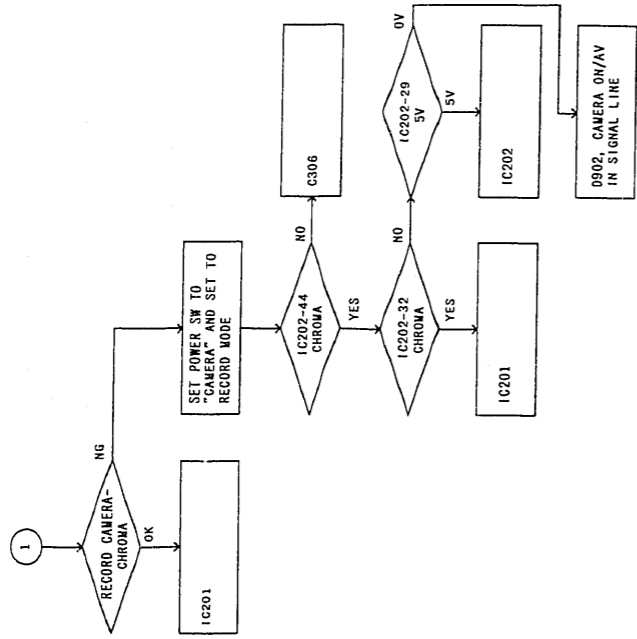 1
RECORD CAMERA-
CHROMA
NG
OK
IC201
SET POWER SW TO
"CAMERA" AND SET TO
RECORD MODE
IC202-44
CHROMA
NO
YES
C306
IC202-32
CHROMA
NO
YES
IC201
IC202-29
5V
0V
5V
IC202
D902, CAMERA ON/AV
IN SIGNAL LINE